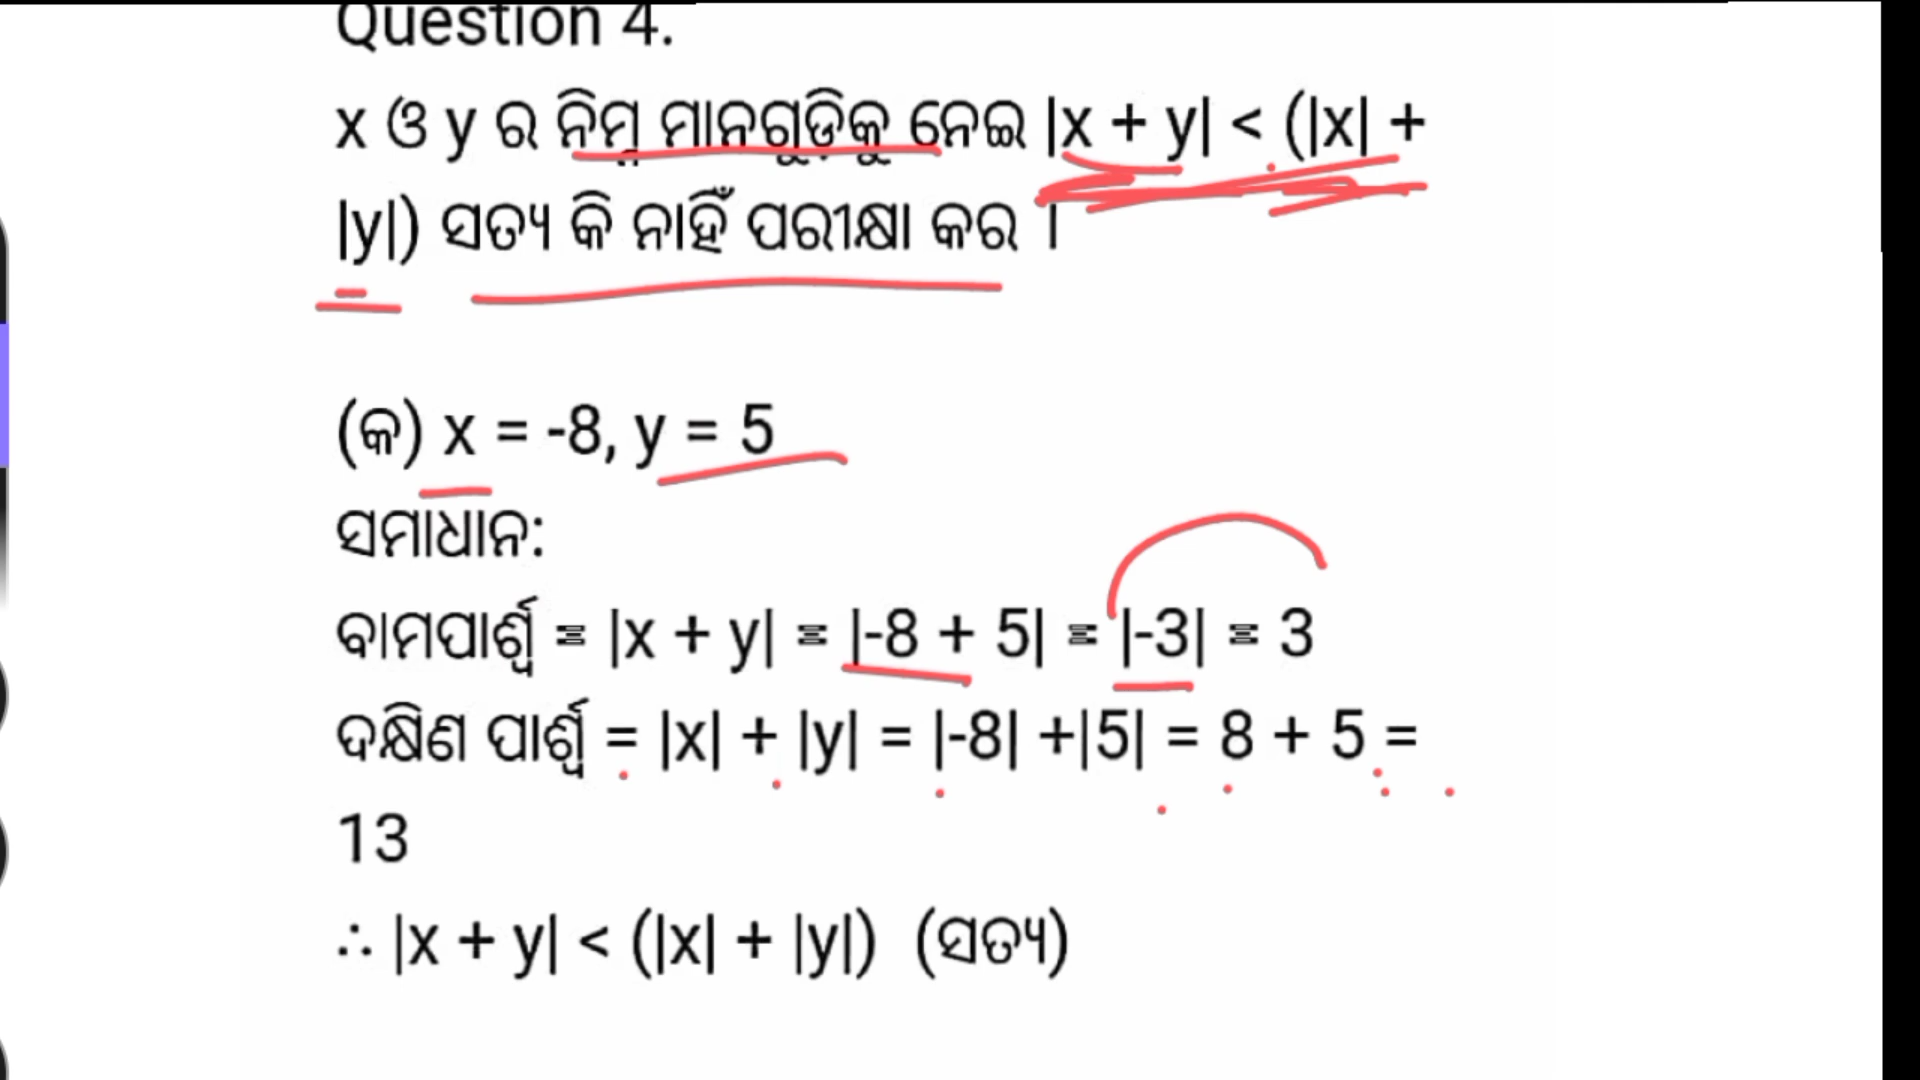 Question 4.
x ଓ y ର ନିମ୍ନ ମାନଗୁଡ଼ିକୁ ନେଇ |x + y| < (|x| +
|y|) ସତ୍ୟ କି ନାହିଁ ପରୀକ୍ଷା କର ।
(କ) x = -8, y = 5
ସମାଧାନ:
ବାମପାର୍ଶ୍ଵ = |x + y| = |-8 + 5| = |-3| = 3
ଦକ୍ଷିଣ ପାର୍ଶ୍ଵ = |x| + |y| = |-8| +|5| = 8 + 5 =
13
∴ |x + y| < (|x| + |y|) (ସତ୍ୟ)